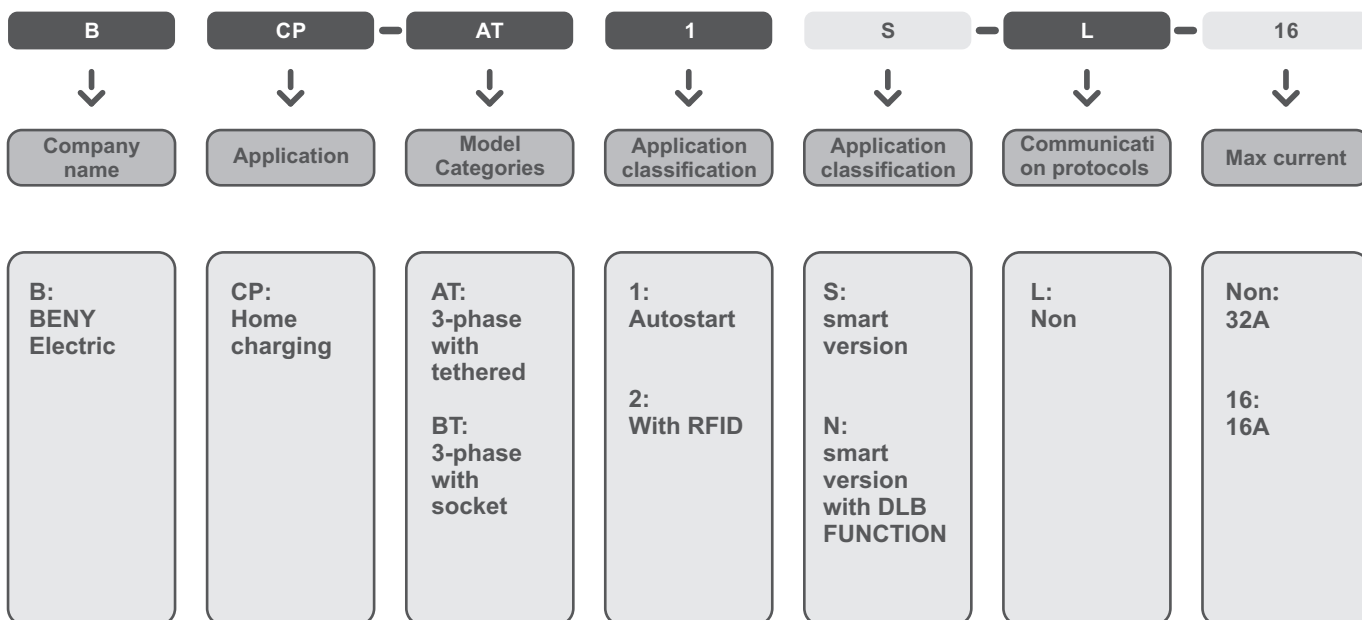 B
CP
AT
1
S
L
16
Company
name
Application
Model
Categories
Application
classification
Application
classification
Communicati
on protocols
Max current
B:
BENY
Electric
CP:
Home
charging
AT:
3-phase
with
tethered
BT:
3-phase
with
socket
1:
Autostart
2:
With RFID
S:
smart
version
N:
smart
version
with DLB
FUNCTION
L:
Non
Non:
32A
16:
16A